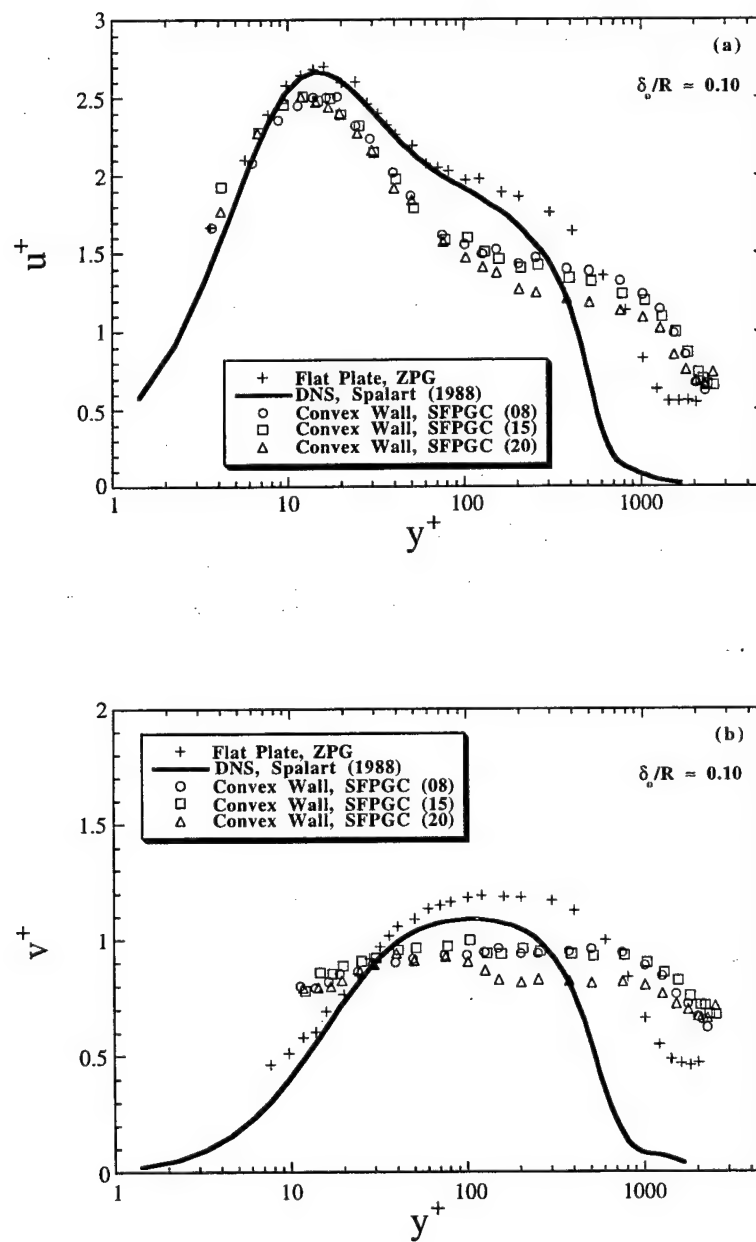 (a)
δₒ/R ≈ 0.10
3
2.5
2
1.5
1
0.5
0
u⁺
+ Flat Plate, ZPG
DNS, Spalart (1988)
○ Convex Wall, SFPGC (08)
□ Convex Wall, SFPGC (15)
△ Convex Wall, SFPGC (20)
1 10 100 1000
y⁺
(b)
δₒ/R ≈ 0.10
2
1.5
1
0.5
0
v⁺
+ Flat Plate, ZPG
DNS, Spalart (1988)
○ Convex Wall, SFPGC (08)
□ Convex Wall, SFPGC (15)
△ Convex Wall, SFPGC (20)
1 10 100 1000
y⁺